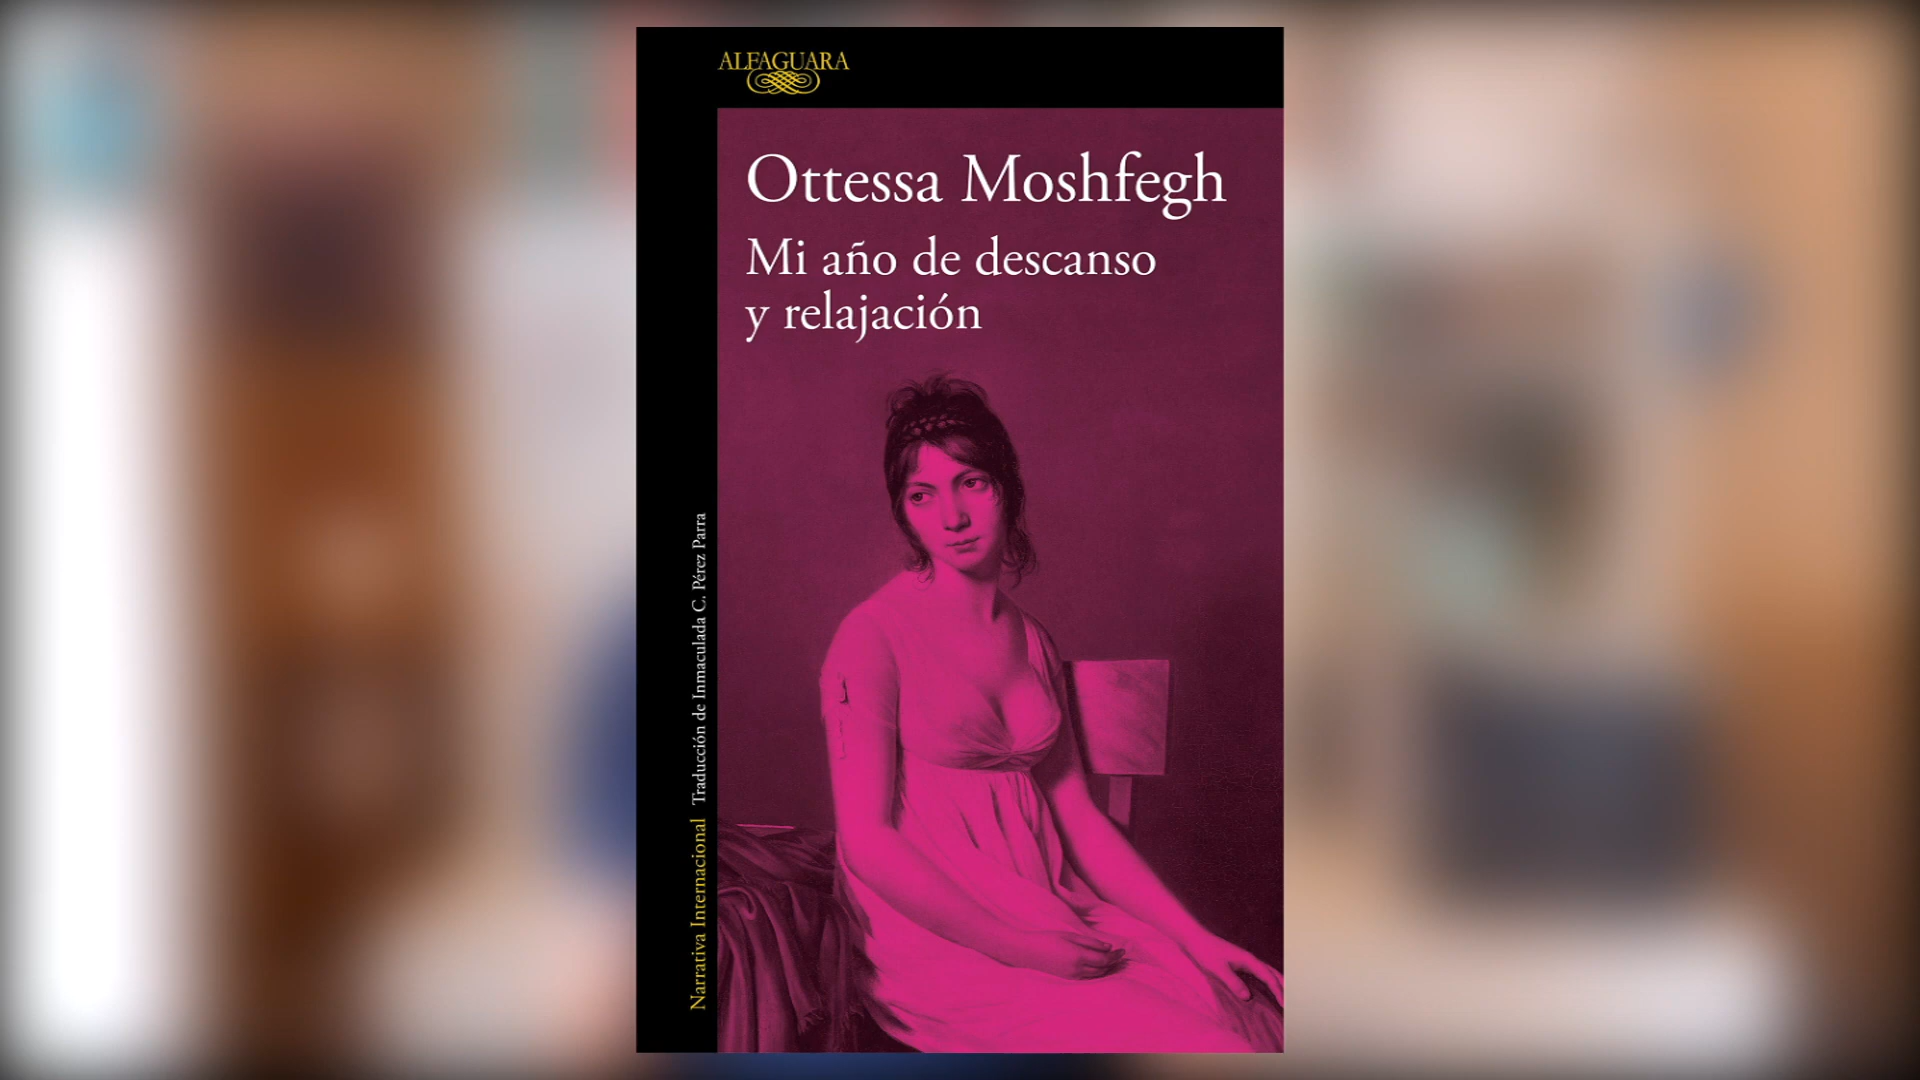 ALFAGUARA
Ottessa Moshfegh
Mi año de descanso
y relajación
Narrativa Internacional Traducción de Inmaculada C. Pérez Parra